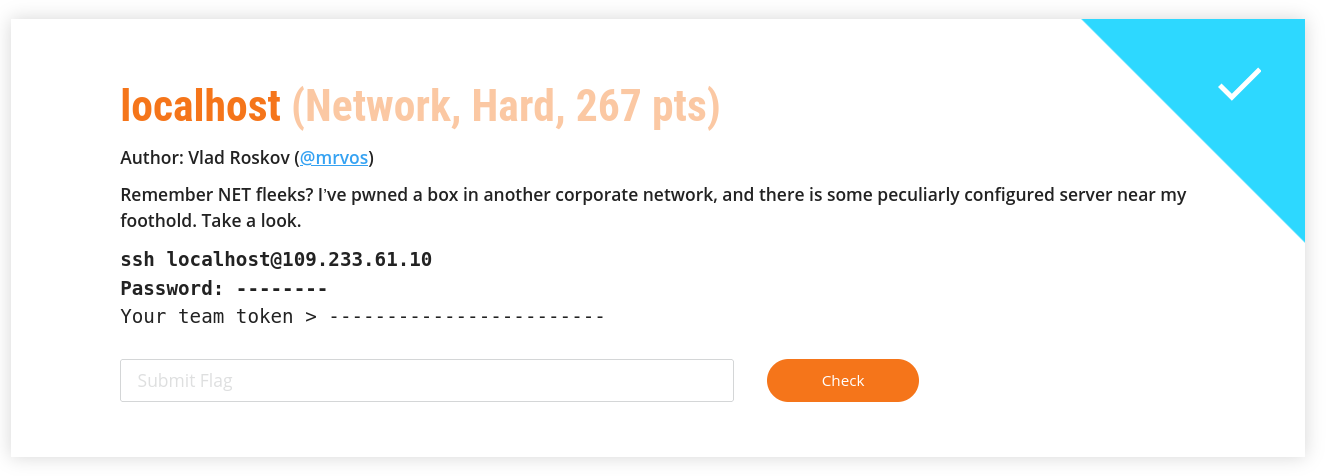 localhost (Network, Hard, 267 pts)
Author: Vlad Roskov (@mrvos)
Remember NET fleeks? I've pwned a box in another corporate network, and there is some peculiarly configured server near my
foothold. Take a look.
ssh localhost@109.233.61.10
Password: --------
Your team token > ------------------------
Submit Flag
Check